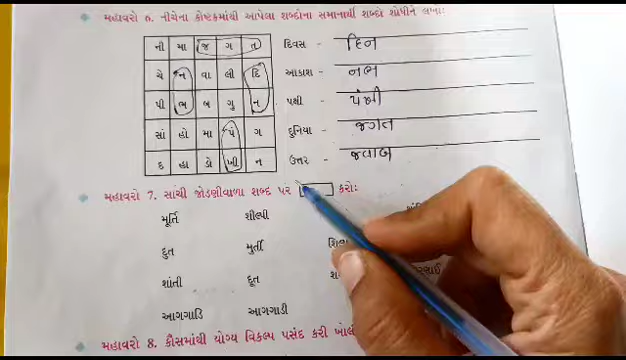 મહાવરો 6. નીચેના કોષ્ટકમાંથી આપેલા શબ્દોના સમાનાર્થી શબ્દો શોધીને લખો:
ની મા જ ગ ત દિવસ - દિન
ચે ન વા લી દિ આકાશ - નભ
પી ભ બ ગુ ન પક્ષી - પંખી
સાં હો મા પં ગ દુનિયા - જગત
દ હા ડો ખી ન ઉત્તર - જવાબ
મહાવરો 7. સાચી જોડણીવાળા શબ્દ પર કરો:
મૂર્તિ શીલ્પી
દુત મુર્તી
શાંતી દૂત
આગગાડિ આગગાડી
મહાવરો 8. કૌંસમાંથી યોગ્ય વિકલ્પ પસંદ કરી